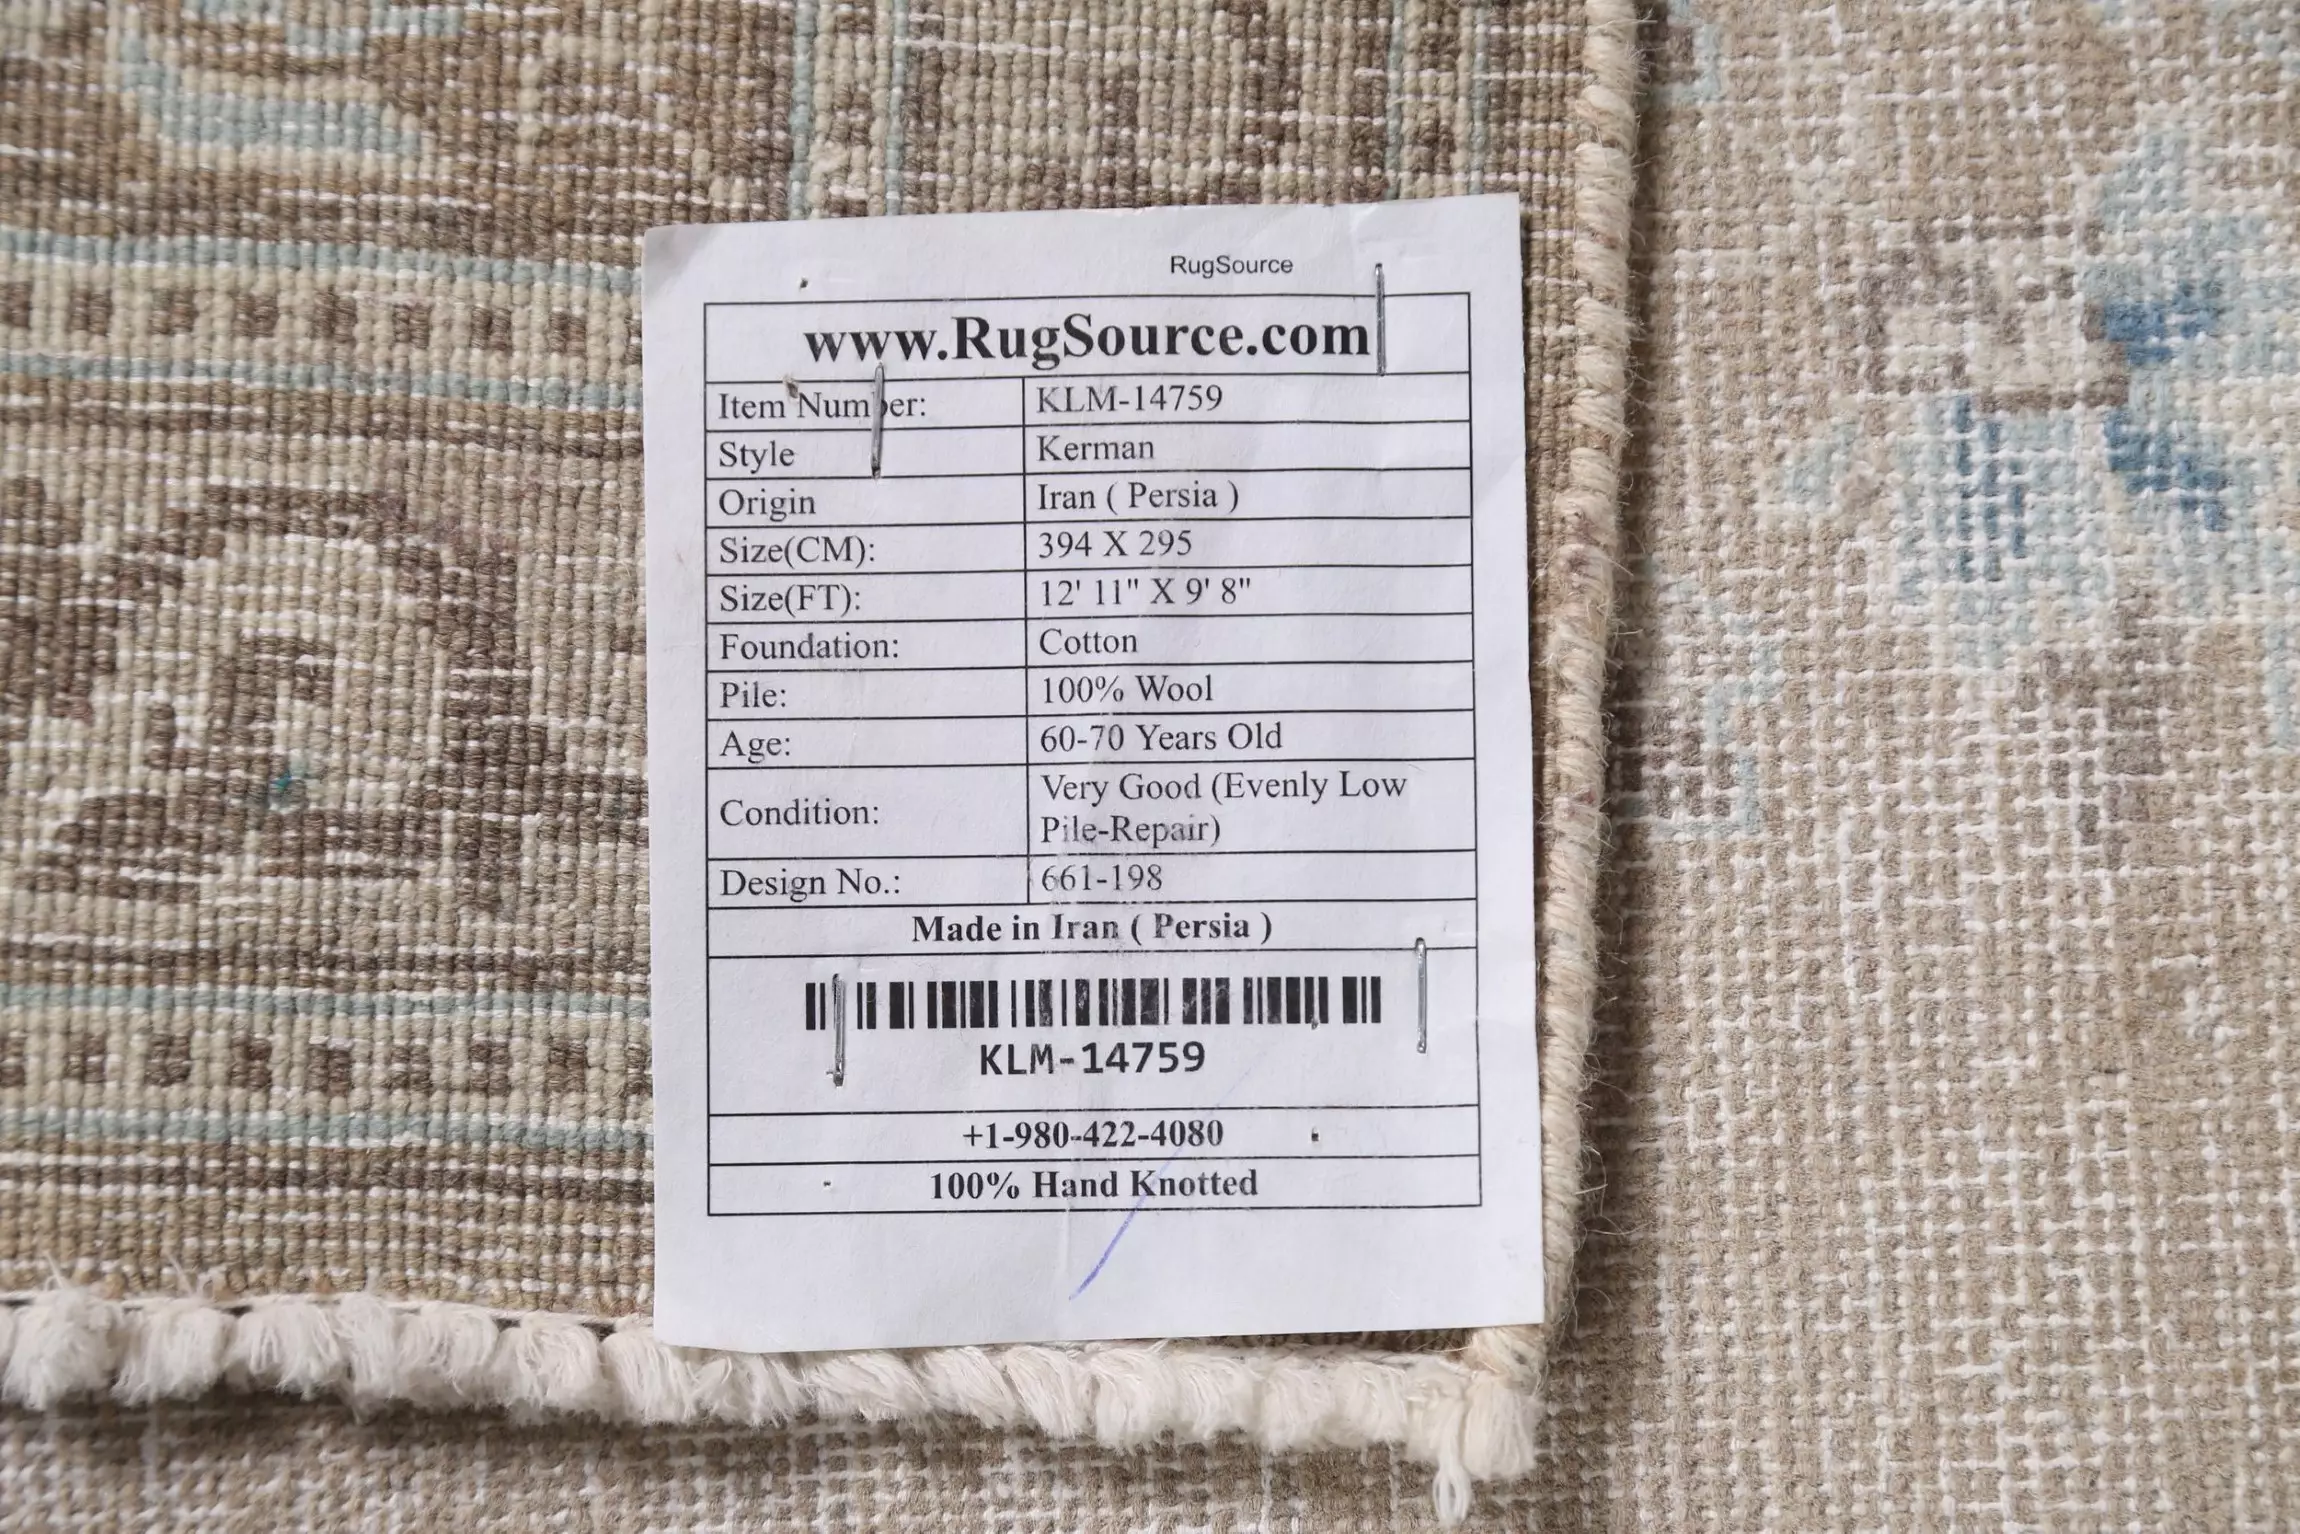 RugSource
www.RugSource.com
Item Number: KLM-14759
Style Kerman
Origin Iran ( Persia )
Size(CM): 394 X 295
Size(FT): 12' 11" X 9' 8"
Foundation: Cotton
Pile: 100% Wool
Age: 60-70 Years Old
Condition: Very Good (Evenly Low
Pile-Repair)
Design No.: 661-198
Made in Iran ( Persia )
KLM-14759
+1-980-422-4080
100% Hand Knotted